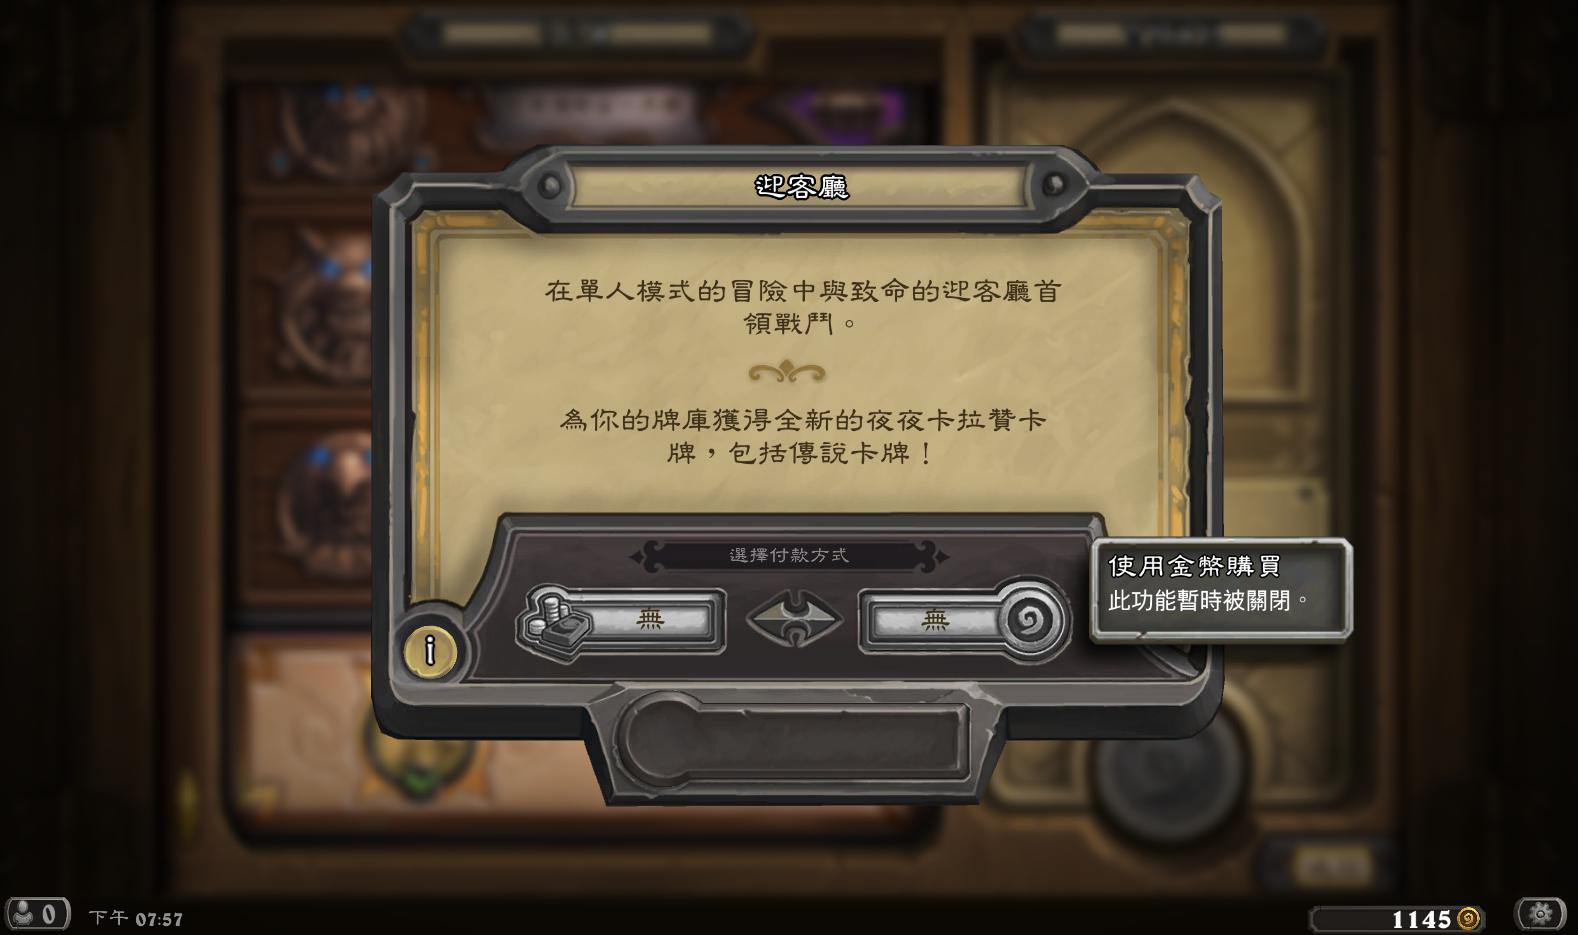 迎客廳
在單人模式的冒險中與致命的迎客廳首
領戰鬥。
為你的牌庫獲得全新的夜夜卡拉贊卡
牌，包括傳說卡牌！
選擇付款方式
無
無
使用金幣購買
此功能暫時被關閉。
i
0
下午 07:57
1145